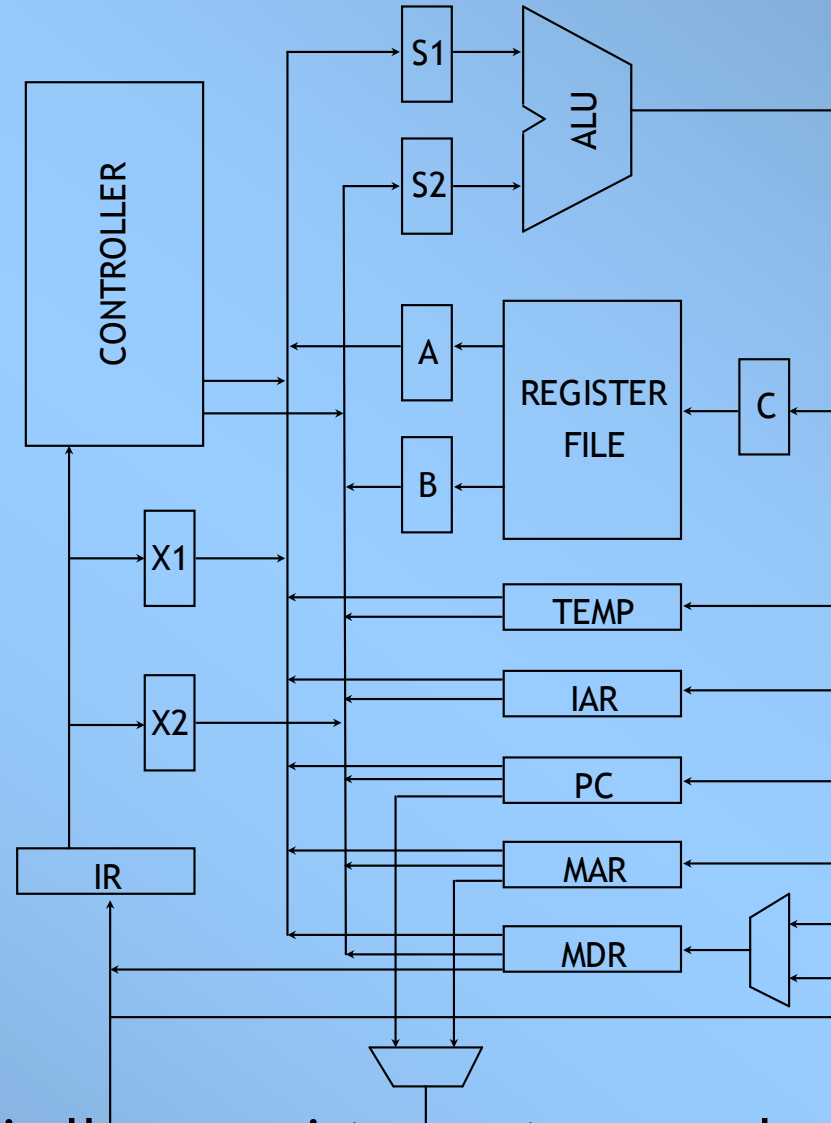 S1
ALU
S2
CONTROLLER
A
REGISTER
FILE
C
B
X1
TEMP
IAR
X2
PC
MAR
IR
MDR